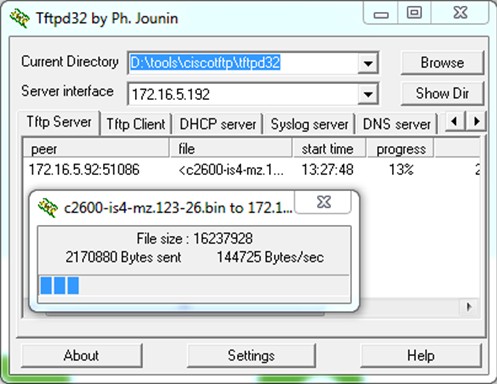 Tftpd32 by Ph. Jounin
Current Directory D:\tools\ciscotftp\tftpd32 Browse
Server interface 172.16.5.192 Show Dir
Tftp Server Tftp Client DHCP server Syslog server DNS server
peer file start time progress
172.16.5.92:51086 <c2600-is4-mz.1... 13:27:48 13% 2
c2600-is4-mz.123-26.bin to 172.1...
File size : 16237928
2170880 Bytes sent 144725 Bytes/sec
About Settings Help